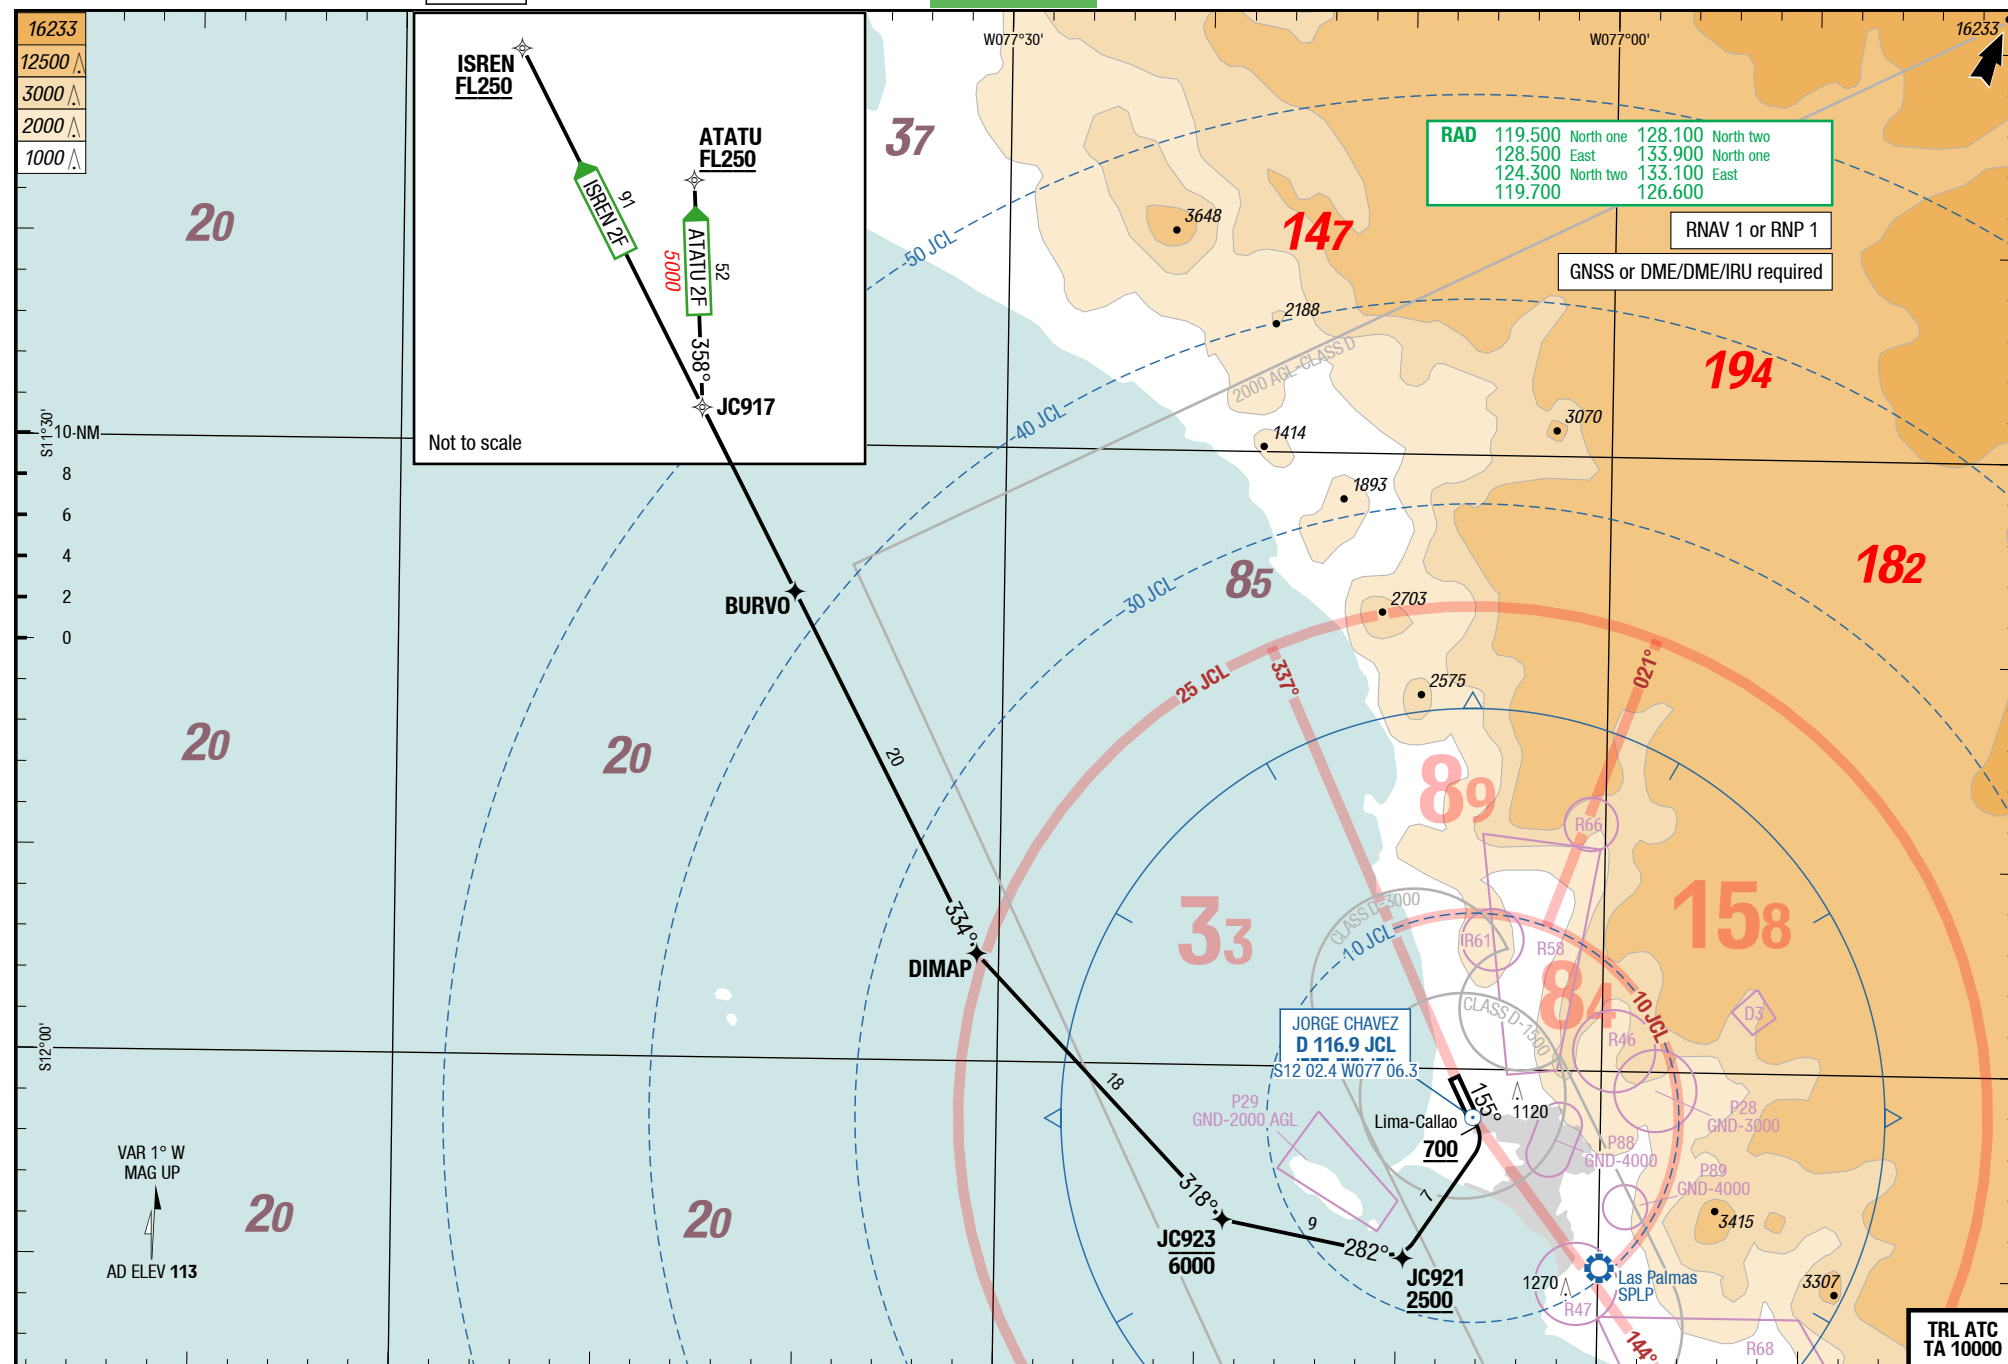 16233
12500
3000
2000
1000
ISREN
FL250
ATATU
FL250
91
ISREN 2F
ATATU 2F
5000
52
358°
JC917
Not to scale
W077°30'
W077°00'
16233
37
20
147
194
182
85
20
20
20
20
RAD 119.500 North one 128.100 North two
128.500 East 133.900 North one
124.300 North two 133.100 East
119.700 126.600
RNAV 1 or RNP 1
GNSS or DME/DME/IRU required
3648
2188
2000 AGL-CLASS D
50 JCL
40 JCL
30 JCL
1414
1893
3070
2703
2575
S11°30'
10-NM
8
6
4
2
0
BURVO
20
334°
DIMAP
25 JCL
337°
021°
89
33
158
84
R66
CLASS D-3000
10 JCL
R61
R58
10 JCL
CLASS D-1500
R46
D3
S12°00'
JORGE CHAVEZ
D 116.9 JCL
S12 02.4 W077 06.3
18
P29
GND-2000 AGL
155°
1120
Lima-Callao
700
P28
GND-3000
P88
GND-4000
P89
GND-4000
3415
318°
7
9
282°
JC923
6000
JC921
2500
1270
R47
Las Palmas
SPLP
3307
144°
R68
VAR 1° W
MAG UP
AD ELEV 113
TRL ATC
TA 10000